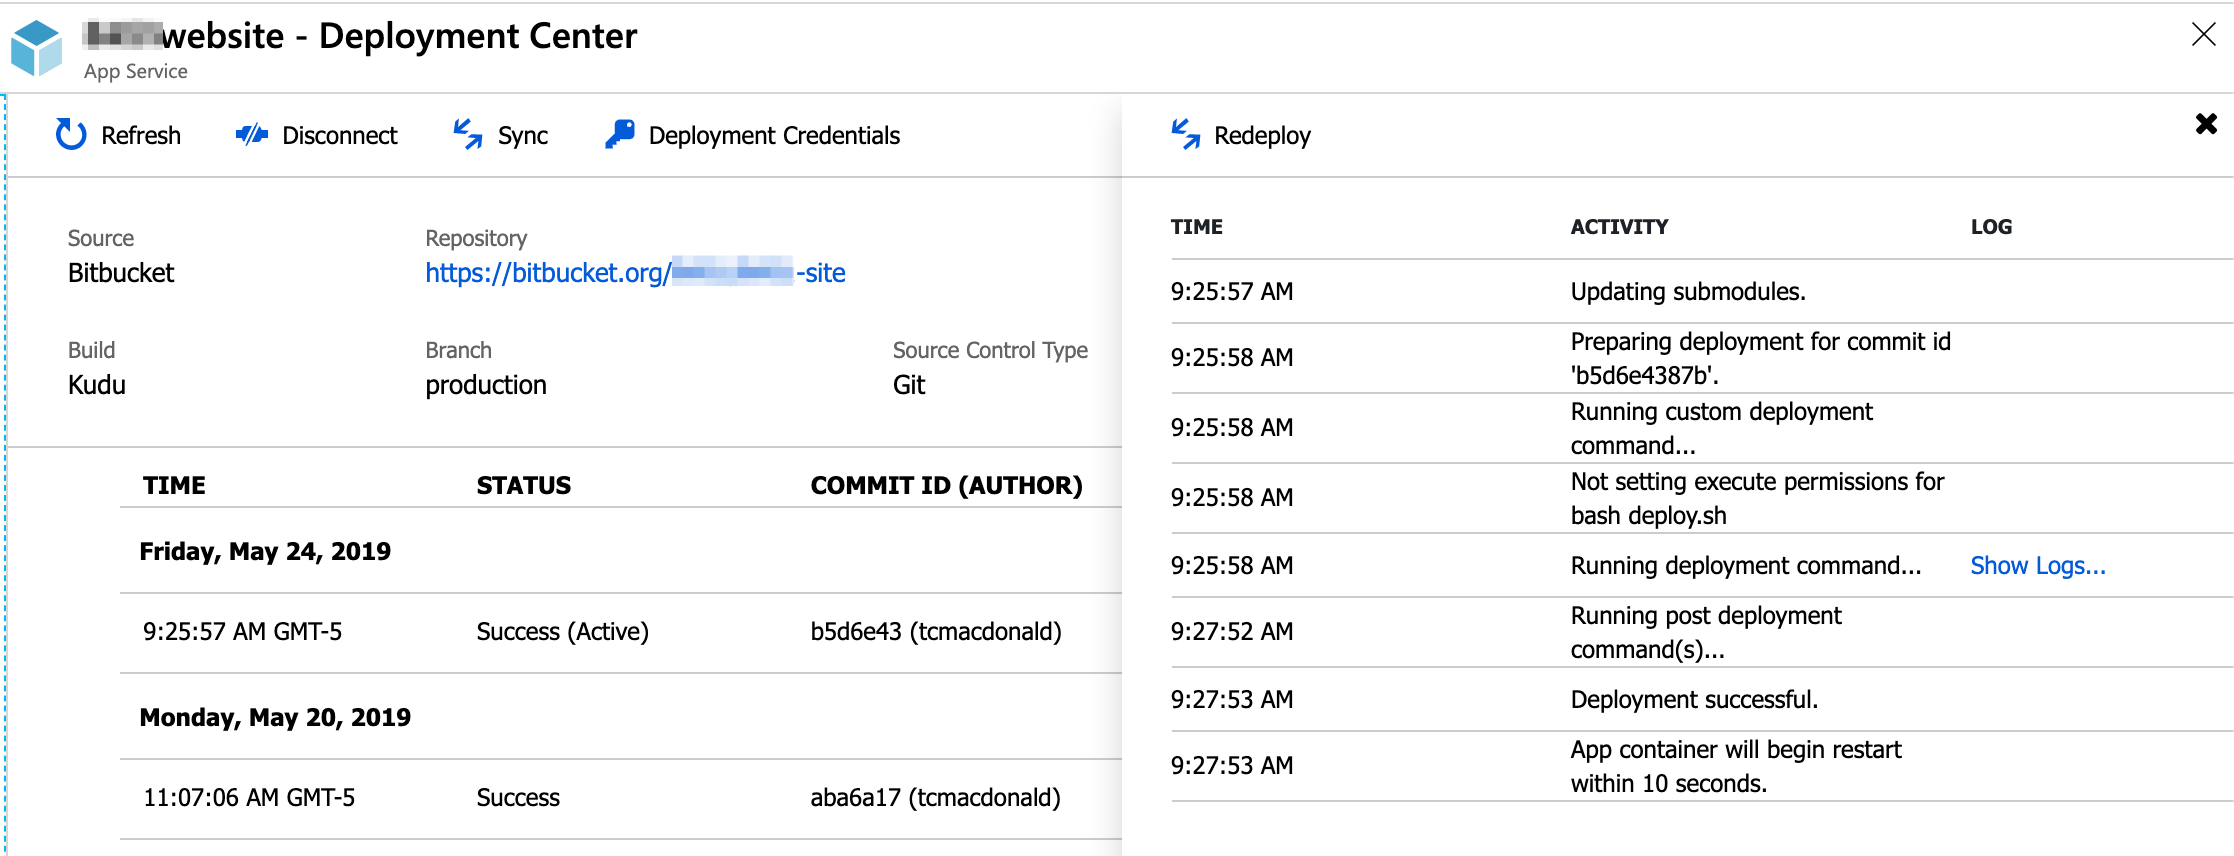 website - Deployment Center
App Service
Refresh
Disconnect
Sync
Deployment Credentials
Source
Bitbucket
Repository
https://bitbucket.org/ -site
Build
Kudu
Branch
production
Source Control Type
Git
TIME STATUS COMMIT ID (AUTHOR)
Friday, May 24, 2019
9:25:57 AM GMT-5 Success (Active) b5d6e43 (tcmacdonald)
Monday, May 20, 2019
11:07:06 AM GMT-5 Success aba6a17 (tcmacdonald)
Redeploy
TIME ACTIVITY LOG
9:25:57 AM Updating submodules.
9:25:58 AM Preparing deployment for commit id
'b5d6e4387b'.
9:25:58 AM Running custom deployment
command...
9:25:58 AM Not setting execute permissions for
bash deploy.sh
9:25:58 AM Running deployment command... Show Logs...
9:27:52 AM Running post deployment
command(s)...
9:27:53 AM Deployment successful.
9:27:53 AM App container will begin restart
within 10 seconds.